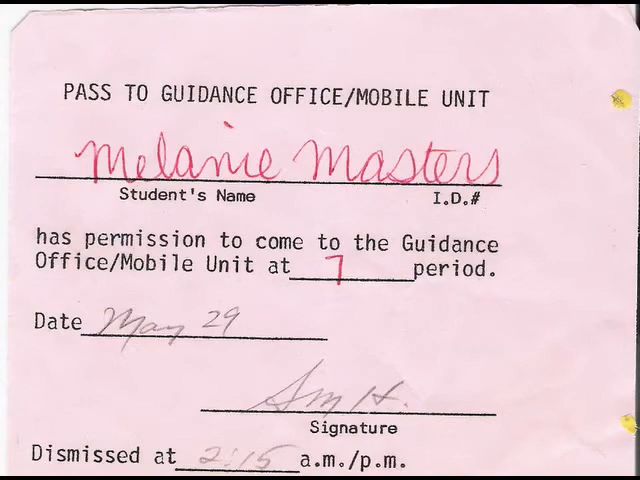 PASS TO GUIDANCE OFFICE/MOBILE UNIT
Melanie Masters
Student's Name I.D.#
has permission to come to the Guidance
Office/Mobile Unit at 7 period.
Date May 29
Signature
Dismissed at 2:15 a.m./p.m.